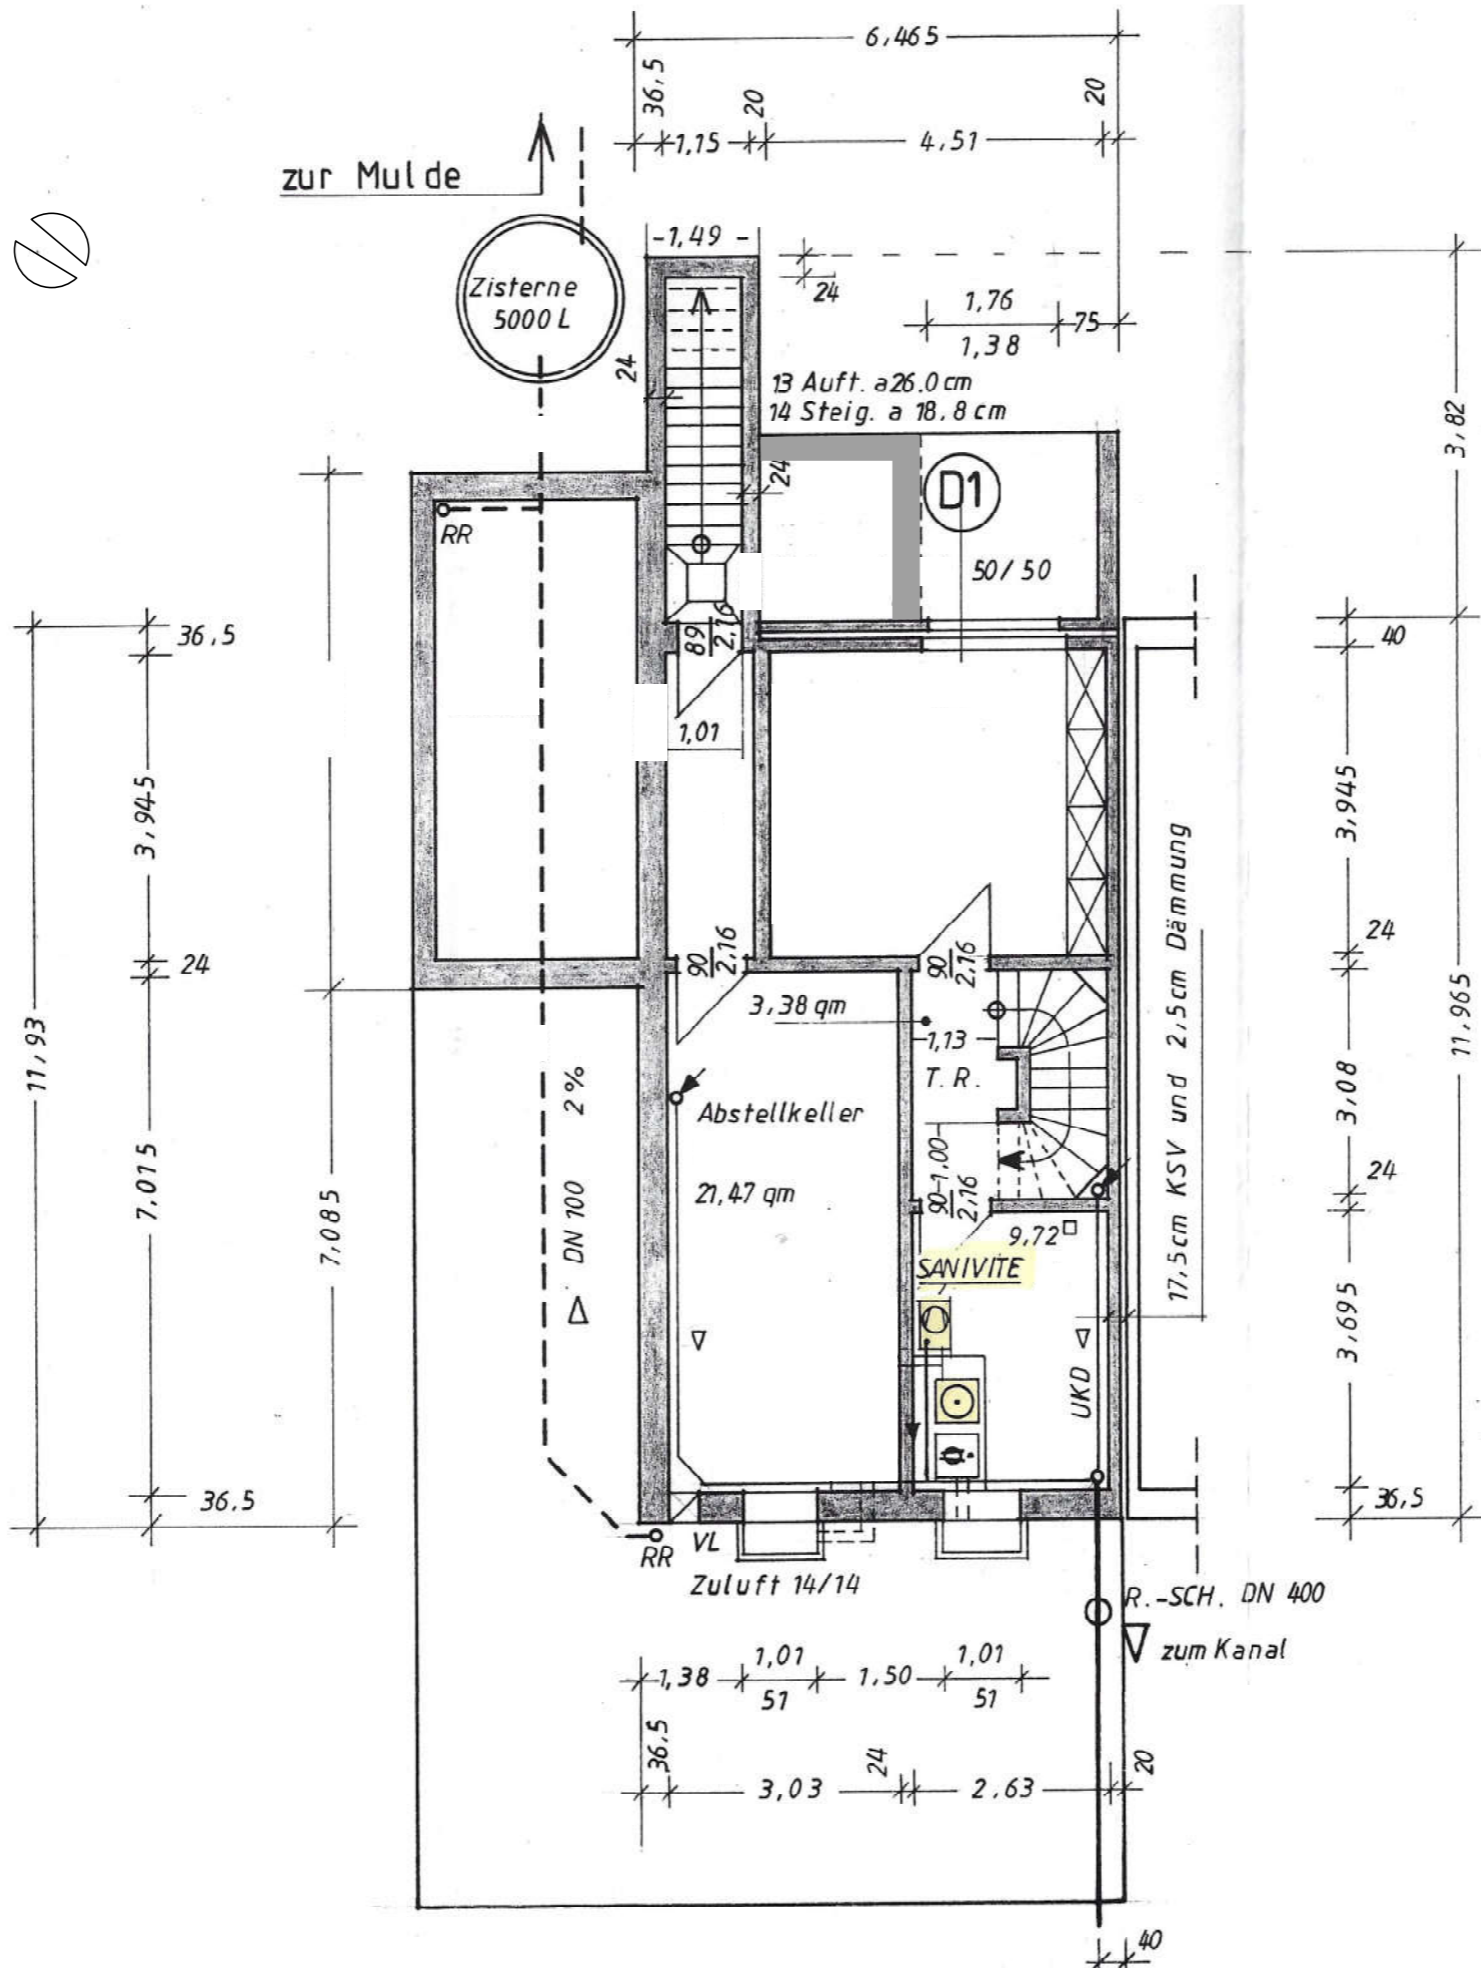 6,465
36,5
20
20
1,15
4,51
zur Mulde
-1,49 -
Zisterne
5000 L
24
1,76
75
1,38
24
13 Auft. a 26.0 cm
14 Steig. a 18,8 cm
3,82
24
D1
RR
50/50
36,5
89
2,16
40
1,01
3,945
3,945
17,5cm KSV und 2,5cm Dämmung
24
90
2,16
90
2,16
24
3,38 qm
11,93
11,965
1,13
T. R.
2%
Abstellkeller
3,08
DN 100
7,015
7,085
21,47 qm
1,00
90
2,16
24
9,72
SANIVITE
3,695
UKD
36,5
36,5
RR
VL
Zuluft 14/14
R.-SCH. DN 400
zum Kanal
1,38
1,01
51
1,50
1,01
51
36,5
24
20
3,03
2,63
40